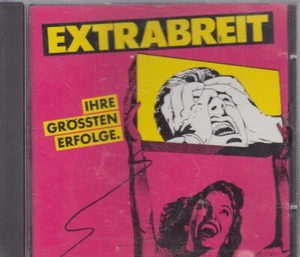 EXTRABREIT
IHRE
GRÖSSTEN
ERFOLGE.